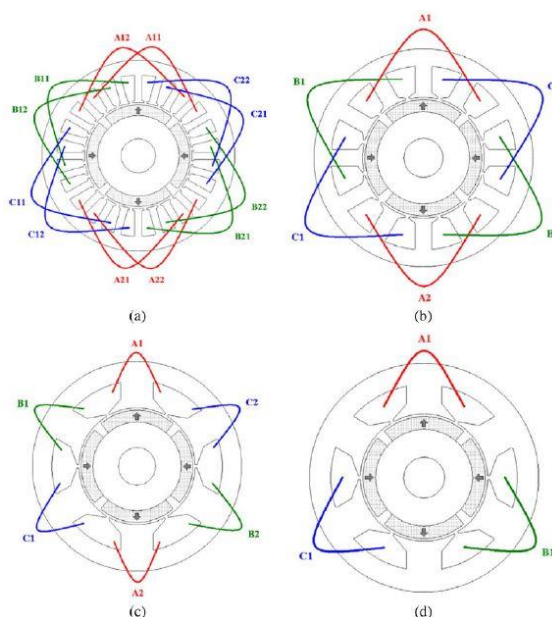 A12 A11
B11 C22
B12 C21
C11 B22
C12 B21
A21 A22
(a)
A1
B1 C
C1 B
A2
(b)
A1
B1 C2
C1 B2
A2
(c)
A1
C1 B1
(d)